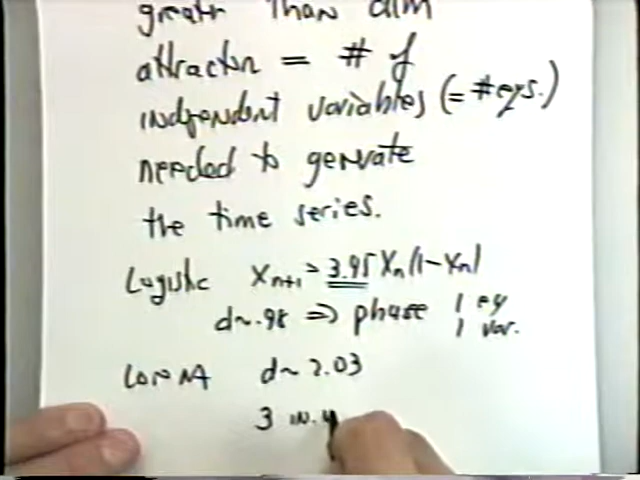 greater than dim
attractor = # of
independent variables (= # eqs.)
needed to generate
the time series.
Logistic Xn+1 = 3.95 Xn(1-Xn)
d~.98 => phase 1 eq
1 var.
Lorenz d~2.03
3 in